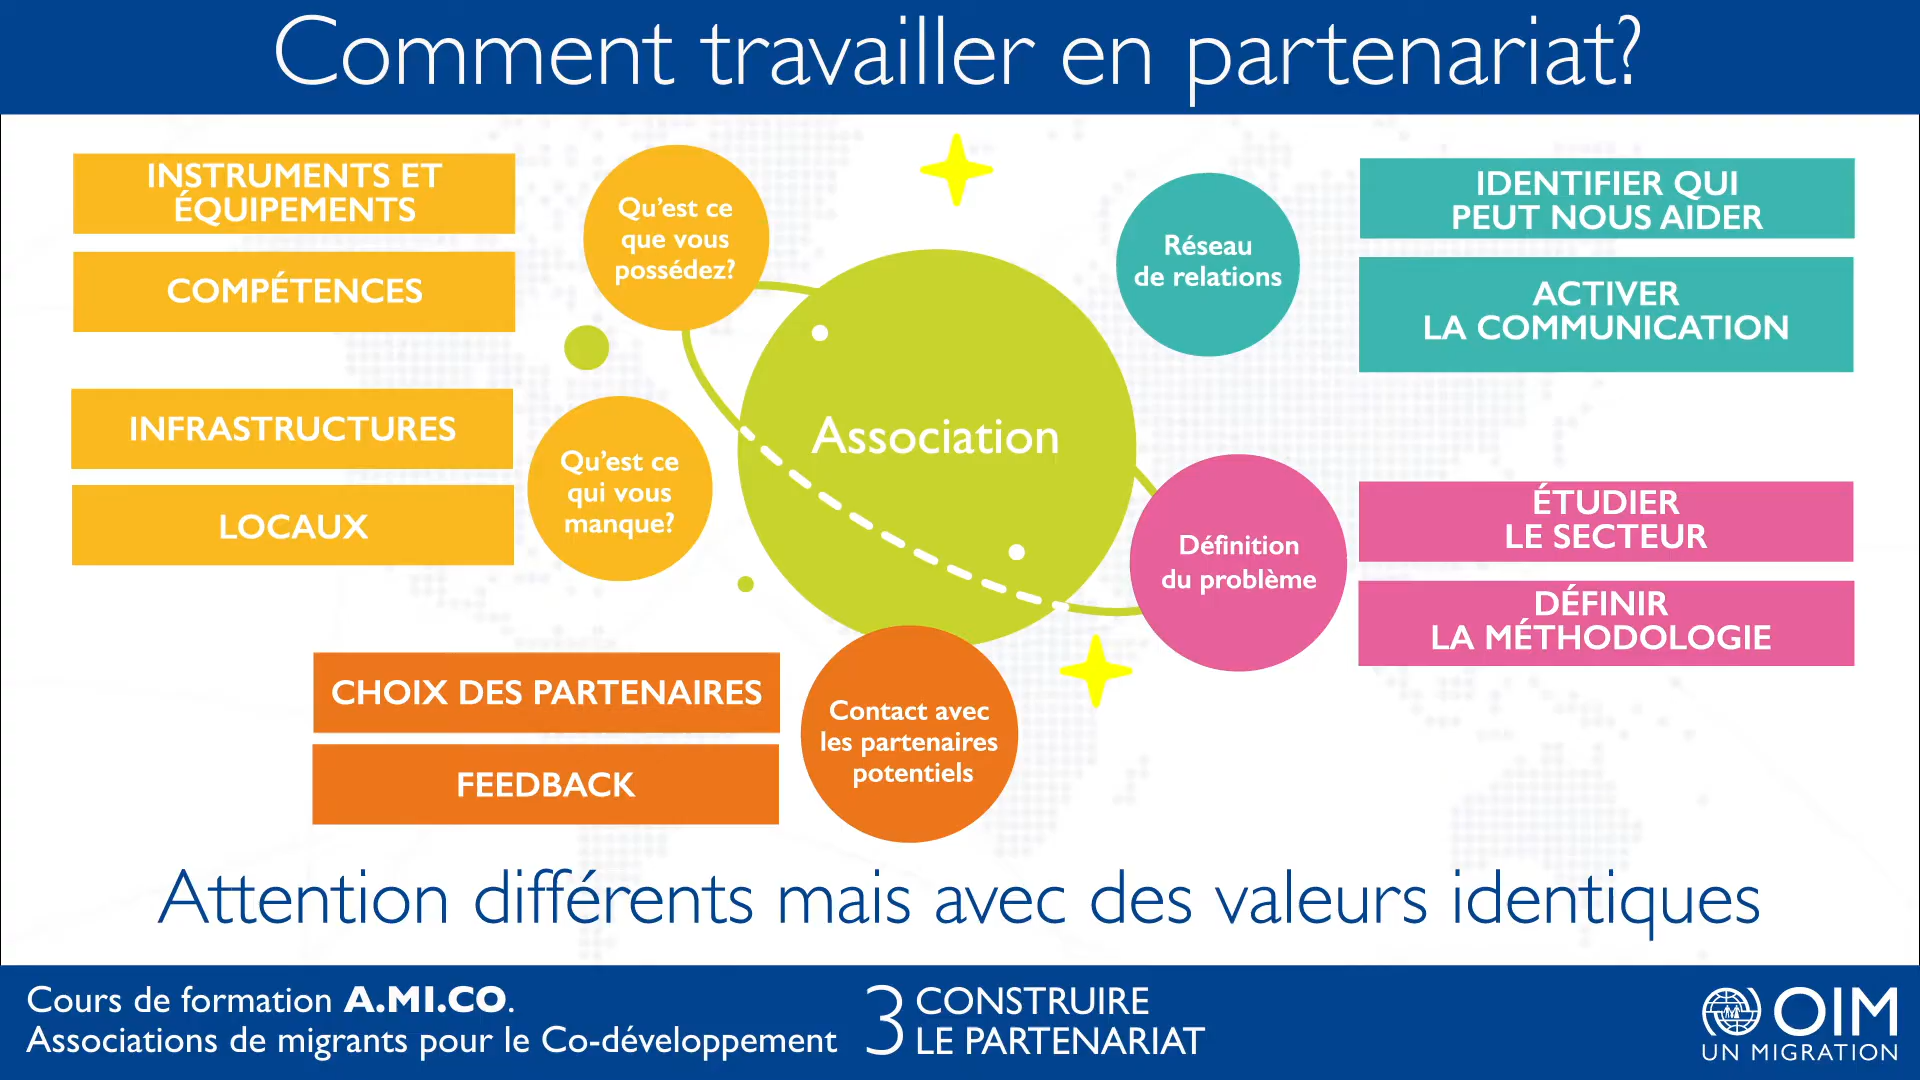 Comment travailler en partenariat?
INSTRUMENTS ET
ÉQUIPEMENTS
COMPÉTENCES
Qu'est ce
que vous
possédez?
INFRASTRUCTURES
LOCAUX
Qu'est ce
qui vous
manque?
Association
Réseau
de relations
IDENTIFIER QUI
PEUT NOUS AIDER
ACTIVER
LA COMMUNICATION
Définition
du problème
ÉTUDIER
LE SECTEUR
DÉFINIR
LA MÉTHODOLOGIE
CHOIX DES PARTENAIRES
FEEDBACK
Contact avec
les partenaires
potentiels
Attention différents mais avec des valeurs identiques
Cours de formation A.MI.CO.
Associations de migrants pour le Co-développement
3 CONSTRUIRE
LE PARTENARIAT
OIM
UN MIGRATION